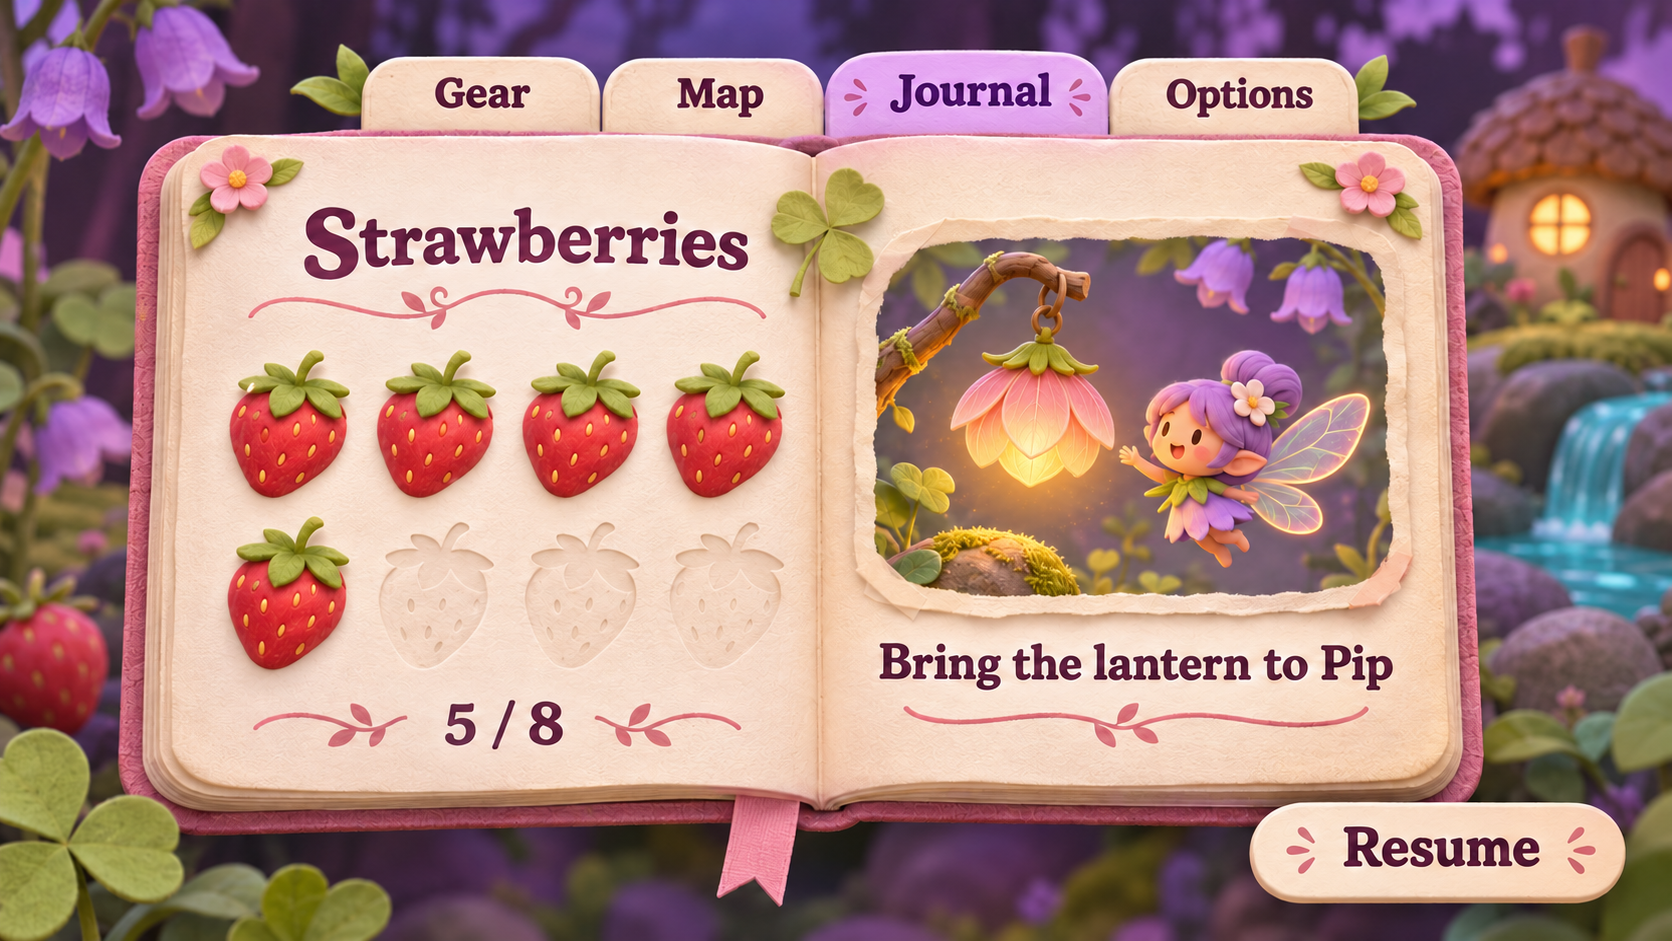 Gear
Map
Journal
Options
Strawberries
5 / 8
Bring the lantern to Pip
Resume